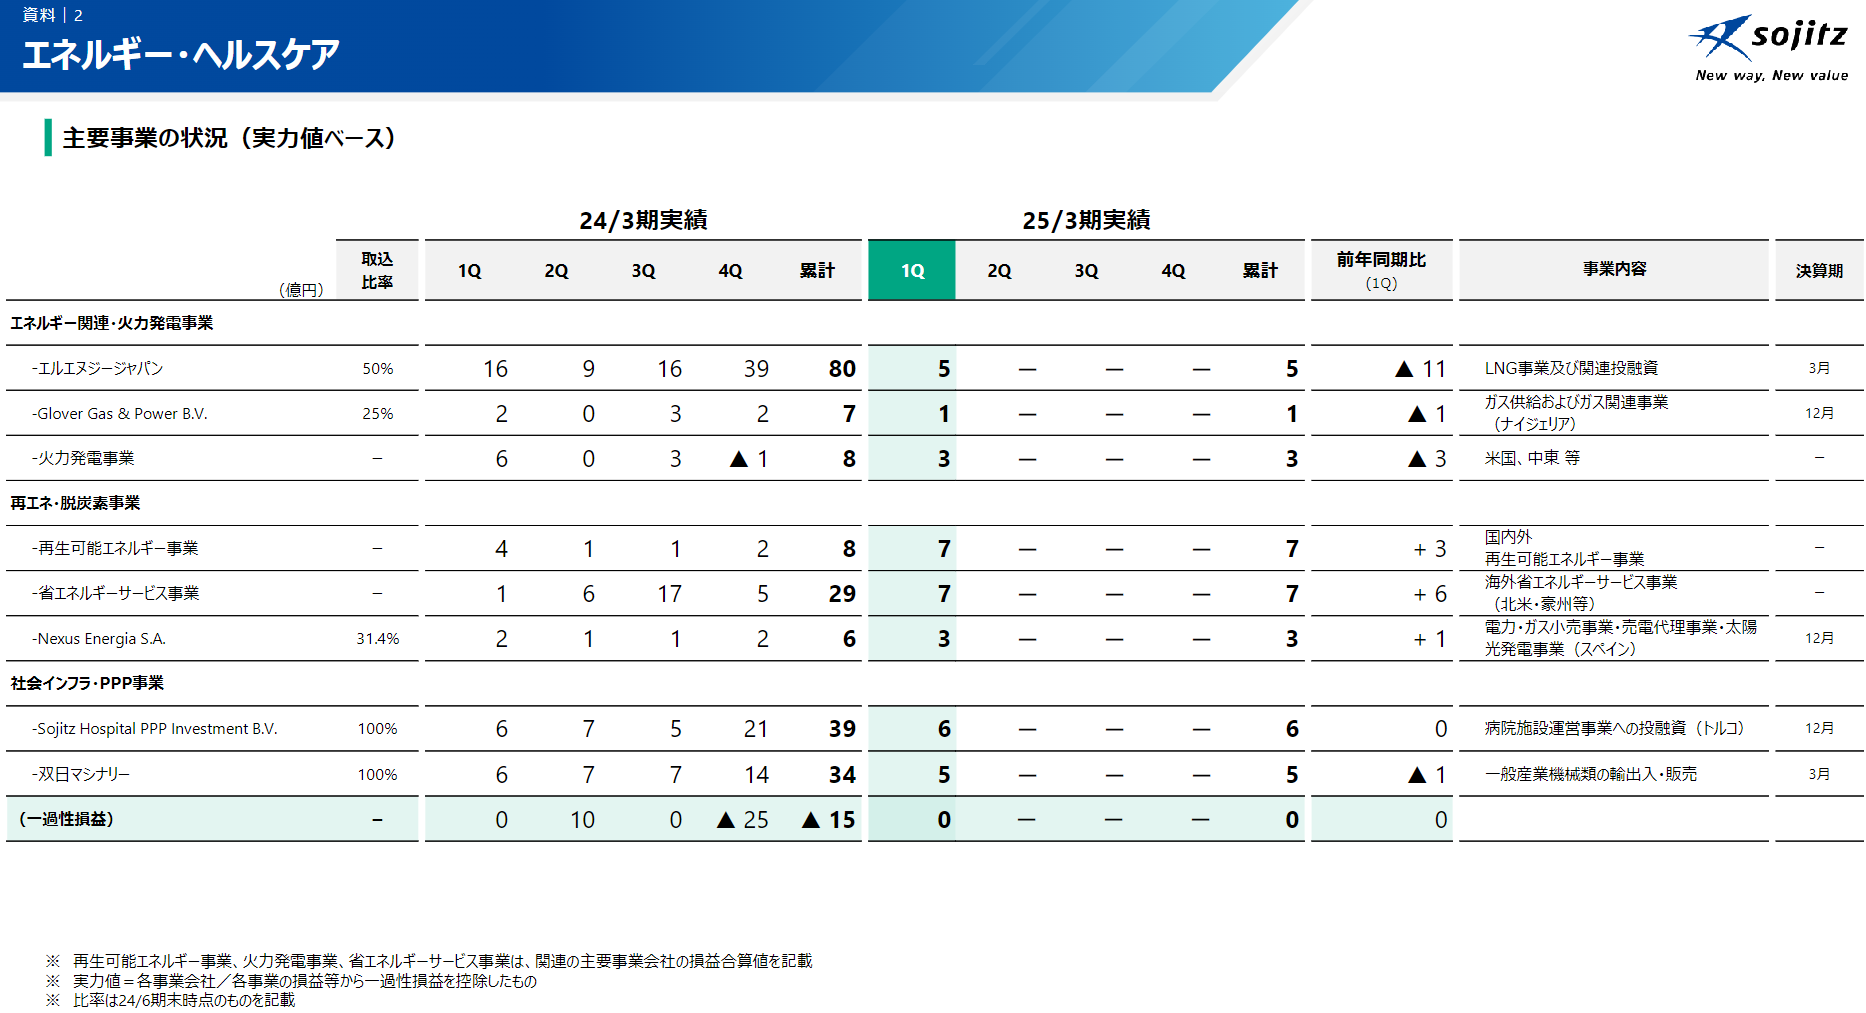 資料｜2
エネルギー・ヘルスケア
sojitz
New way, New value
主要事業の状況（実力値ベース）
24/3期実績 25/3期実績
（億円） 取込比率 1Q 2Q 3Q 4Q 累計 1Q 2Q 3Q 4Q 累計 前年同期比（1Q） 事業内容 決算期
エネルギー関連・火力発電事業
-エルエヌジージャパン 50% 16 9 16 39 80 5 － － － 5 ▲ 11 LNG事業及び関連投融資 3月
-Glover Gas & Power B.V. 25% 2 0 3 2 7 1 － － － 1 ▲ 1 ガス供給およびガス関連事業（ナイジェリア） 12月
-火力発電事業 － 6 0 3 ▲ 1 8 3 － － － 3 ▲ 3 米国、中東 等 －
再エネ・脱炭素事業
-再生可能エネルギー事業 － 4 1 1 2 8 7 － － － 7 + 3 国内外再生可能エネルギー事業 －
-省エネルギーサービス事業 － 1 6 17 5 29 7 － － － 7 + 6 海外省エネルギーサービス事業（北米・豪州等） －
-Nexus Energia S.A. 31.4% 2 1 1 2 6 3 － － － 3 + 1 電力・ガス小売事業・売電代理事業・太陽光発電事業（スペイン） 12月
社会インフラ・PPP事業
-Sojitz Hospital PPP Investment B.V. 100% 6 7 5 21 39 6 － － － 6 0 病院施設運営事業への投融資（トルコ） 12月
-双日マシナリー 100% 6 7 7 14 34 5 － － － 5 ▲ 1 一般産業機械類の輸出入・販売 3月
（一過性損益） － 0 10 0 ▲ 25 ▲ 15 0 － － － 0 0
※ 再生可能エネルギー事業、火力発電事業、省エネルギーサービス事業は、関連の主要事業会社の損益合算値を記載
※ 実力値＝各事業会社／各事業の損益等から一過性損益を控除したもの
※ 比率は24/6期末時点のものを記載